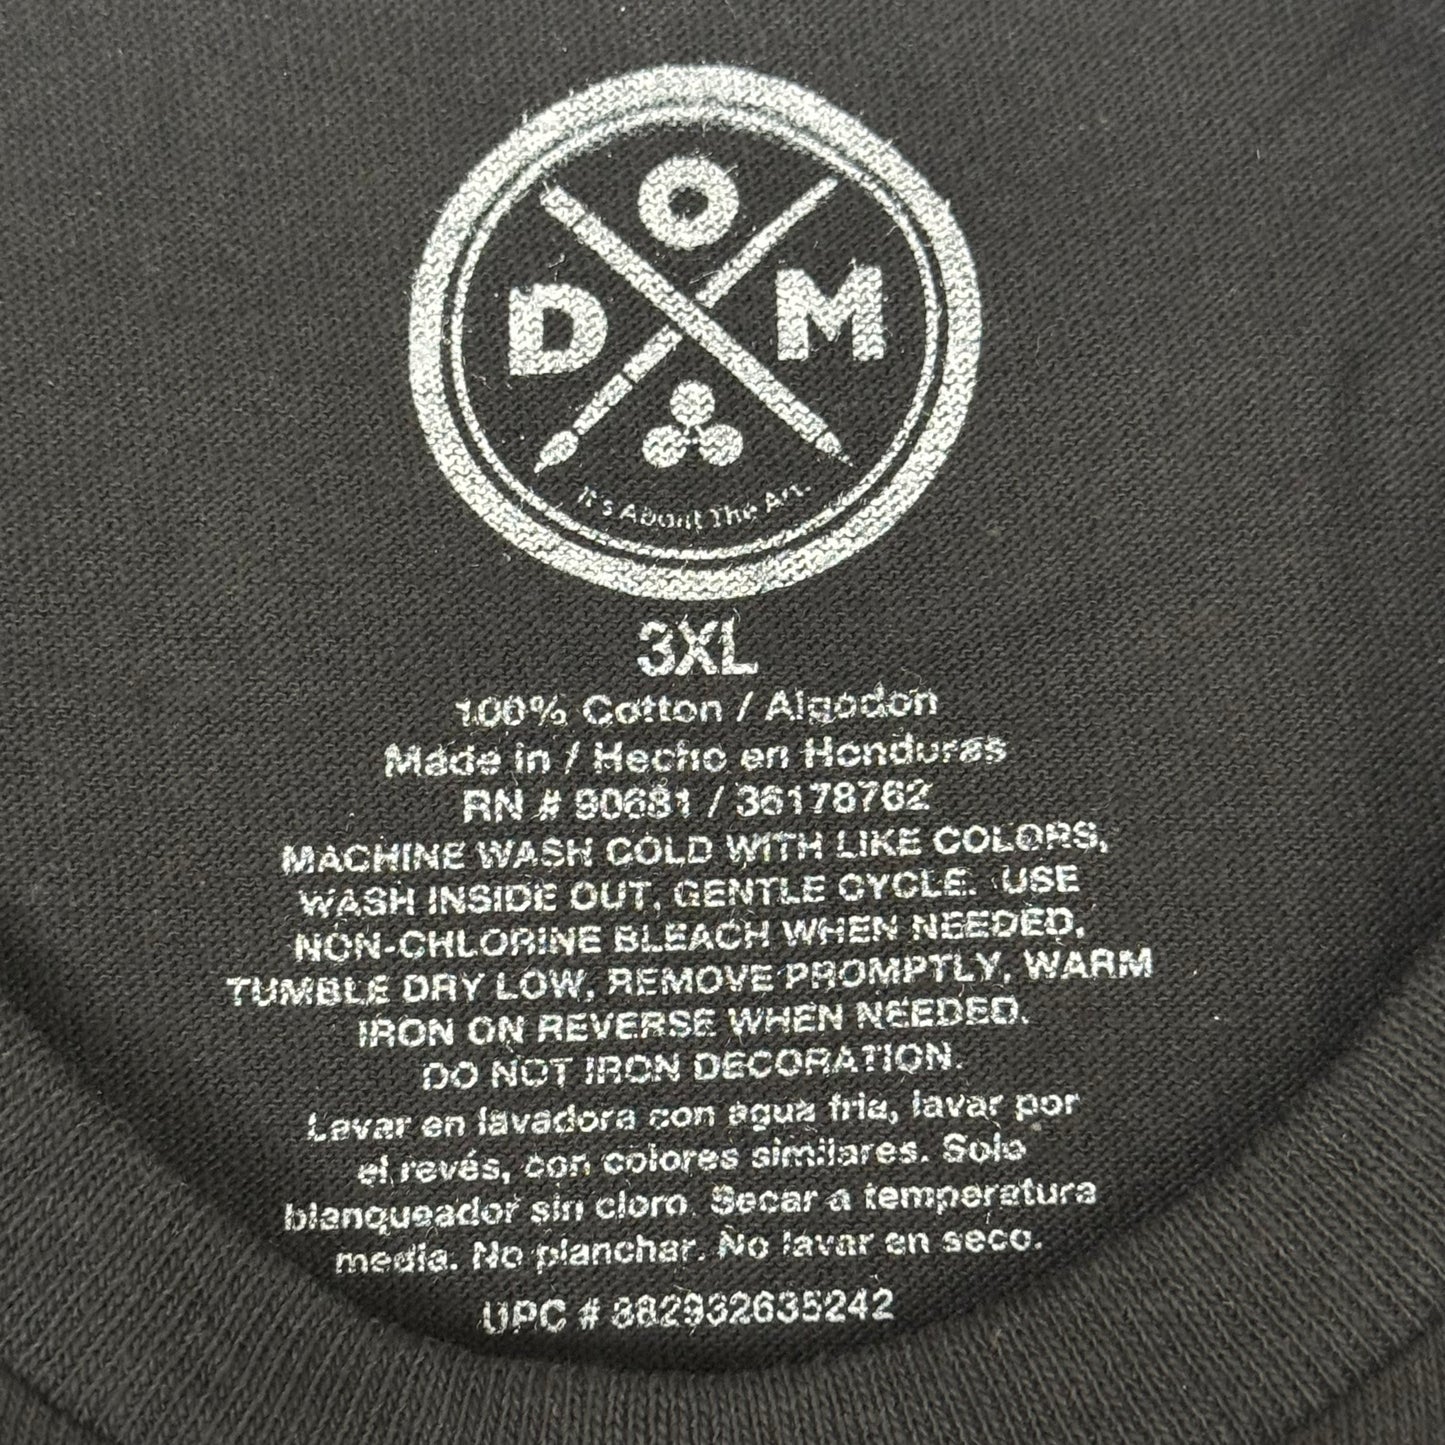 D O M
It's About The Art.
3XL
100% Cotton / Algodon
Made in / Hecho en Honduras
RN # 90681 / 36178762
MACHINE WASH COLD WITH LIKE COLORS,
WASH INSIDE OUT, GENTLE CYCLE. USE
NON-CHLORINE BLEACH WHEN NEEDED,
TUMBLE DRY LOW, REMOVE PROMPTLY, WARM
IRON ON REVERSE WHEN NEEDED.
DO NOT IRON DECORATION.
Lavar en lavadora con agua fria, lavar por
el revés, con colores similares. Solo
blanqueador sin cloro. Secar a temperatura
media. No planchar. No lavar en seco.
UPC # 882932635242